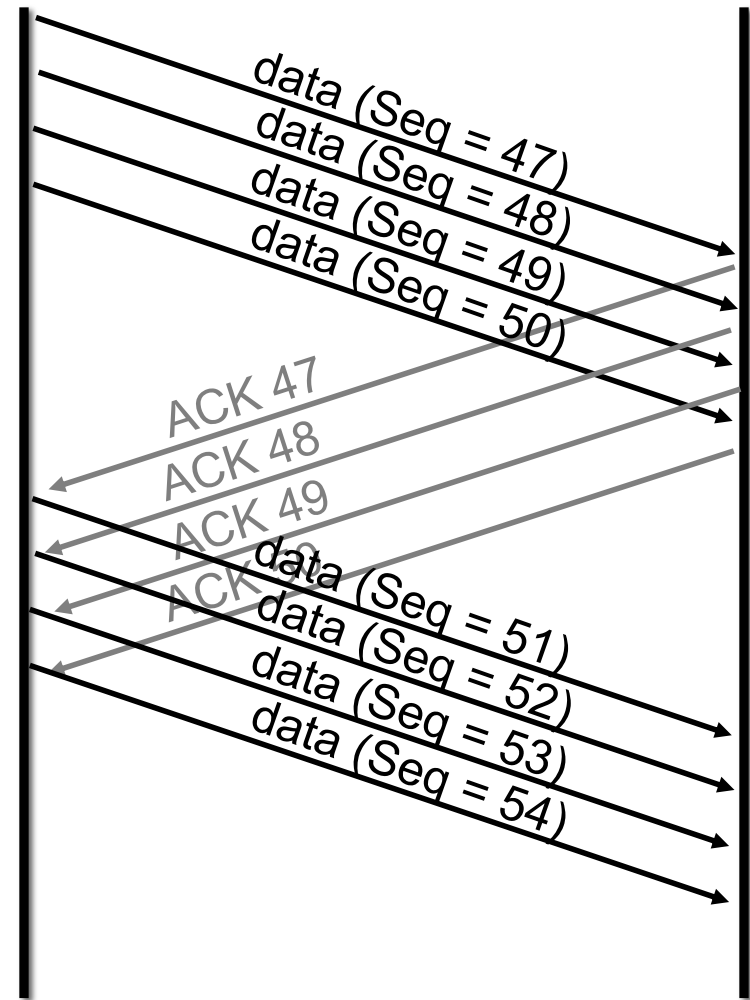 data (Seq = 47)
data (Seq = 48)
data (Seq = 49)
data (Seq = 50)
ACK 47
ACK 48
ACK 49
ACK
data (Seq = 51)
data (Seq = 52)
data (Seq = 53)
data (Seq = 54)